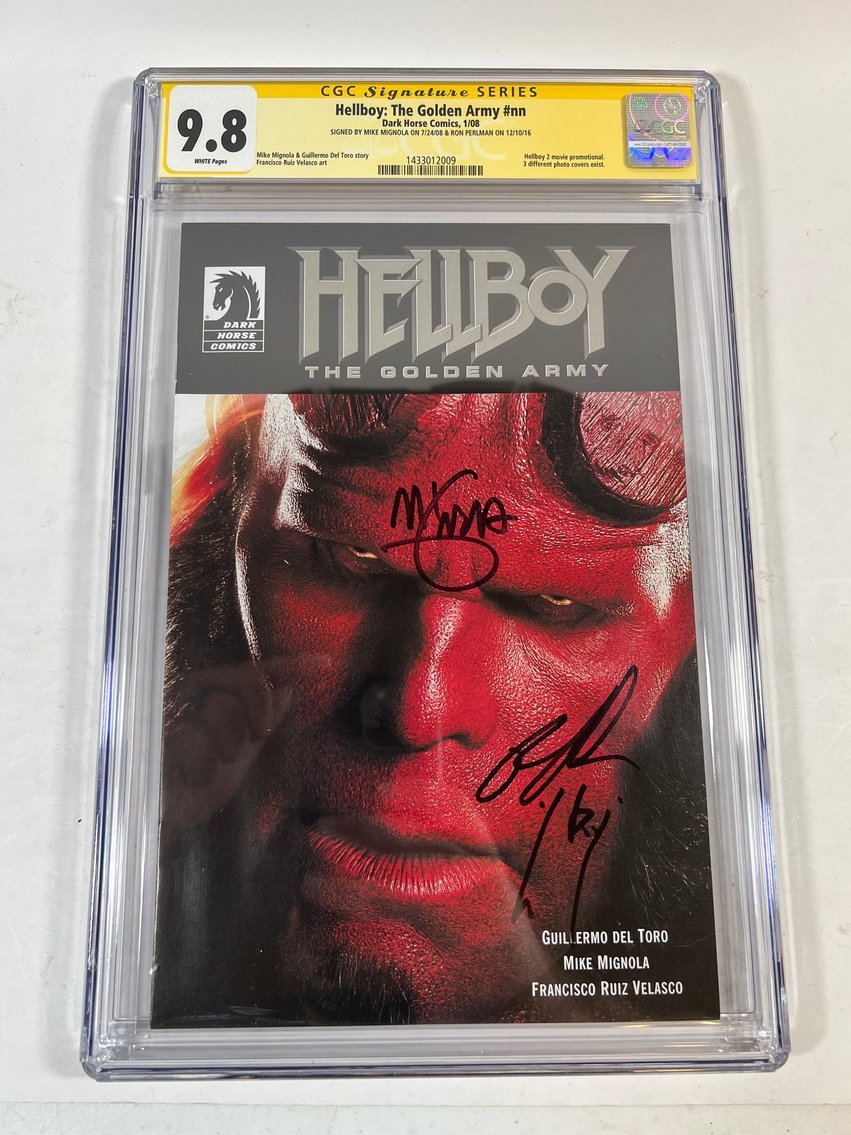 CGC Signature SERIES
9.8
WHITE Pages
Hellboy: The Golden Army #nn
Dark Horse Comics, 1/08
SIGNED BY MIKE MIGNOLA ON 7/24/08 & RON PERLMAN ON 12/10/16
Mike Mignola & Guillermo Del Toro story
Francisco Ruiz Velasco art
1433012009
Hellboy 2 movie promotional.
3 different photo covers exist.
CGC
HELLBOY
THE GOLDEN ARMY
DARK
HORSE
COMICS
MIGNOLA
GUILLERMO DEL TORO
MIKE MIGNOLA
FRANCISCO RUIZ VELASCO